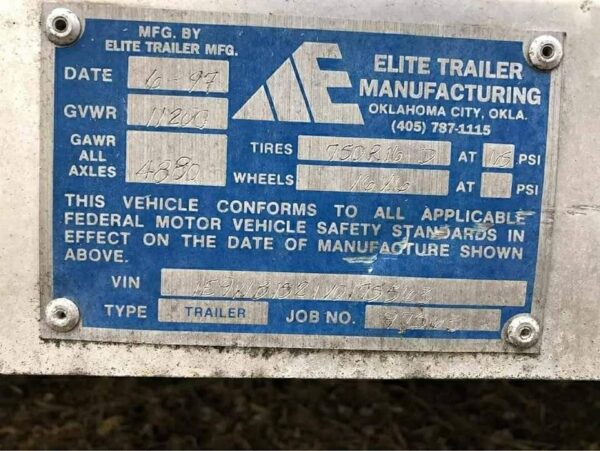 MFG. BY
ELITE TRAILER MFG.
DATE 6-97
GVWR 11200
GAWR ALL AXLES 4880
ELITE TRAILER
MANUFACTURING
OKLAHOMA CITY, OKLA.
(405) 787-1115
TIRES 750R16 D AT PSI
WHEELS 16X6 AT PSI
THIS VEHICLE CONFORMS TO ALL APPLICABLE
FEDERAL MOTOR VEHICLE SAFETY STANDARDS IN
EFFECT ON THE DATE OF MANUFACTURE SHOWN
ABOVE.
VIN
TYPE TRAILER JOB NO.